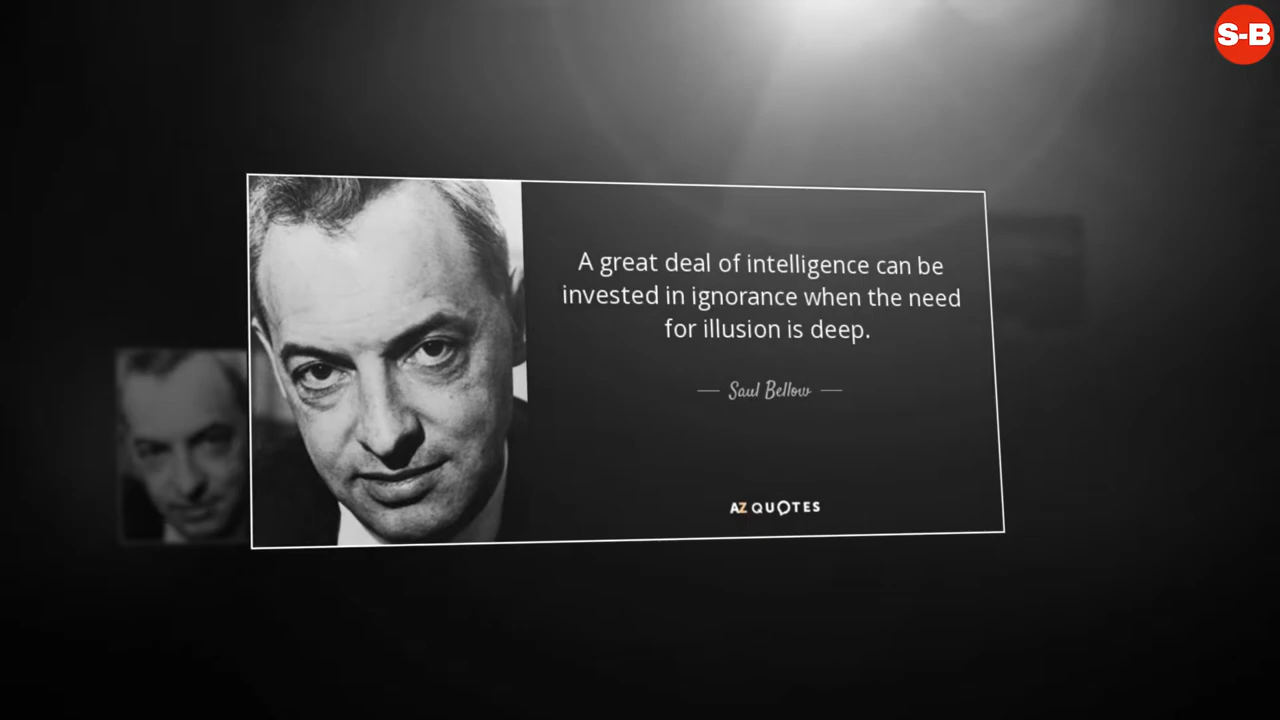 S-B
A great deal of intelligence can be
invested in ignorance when the need
for illusion is deep.
— Saul Bellow —
AZ QUOTES